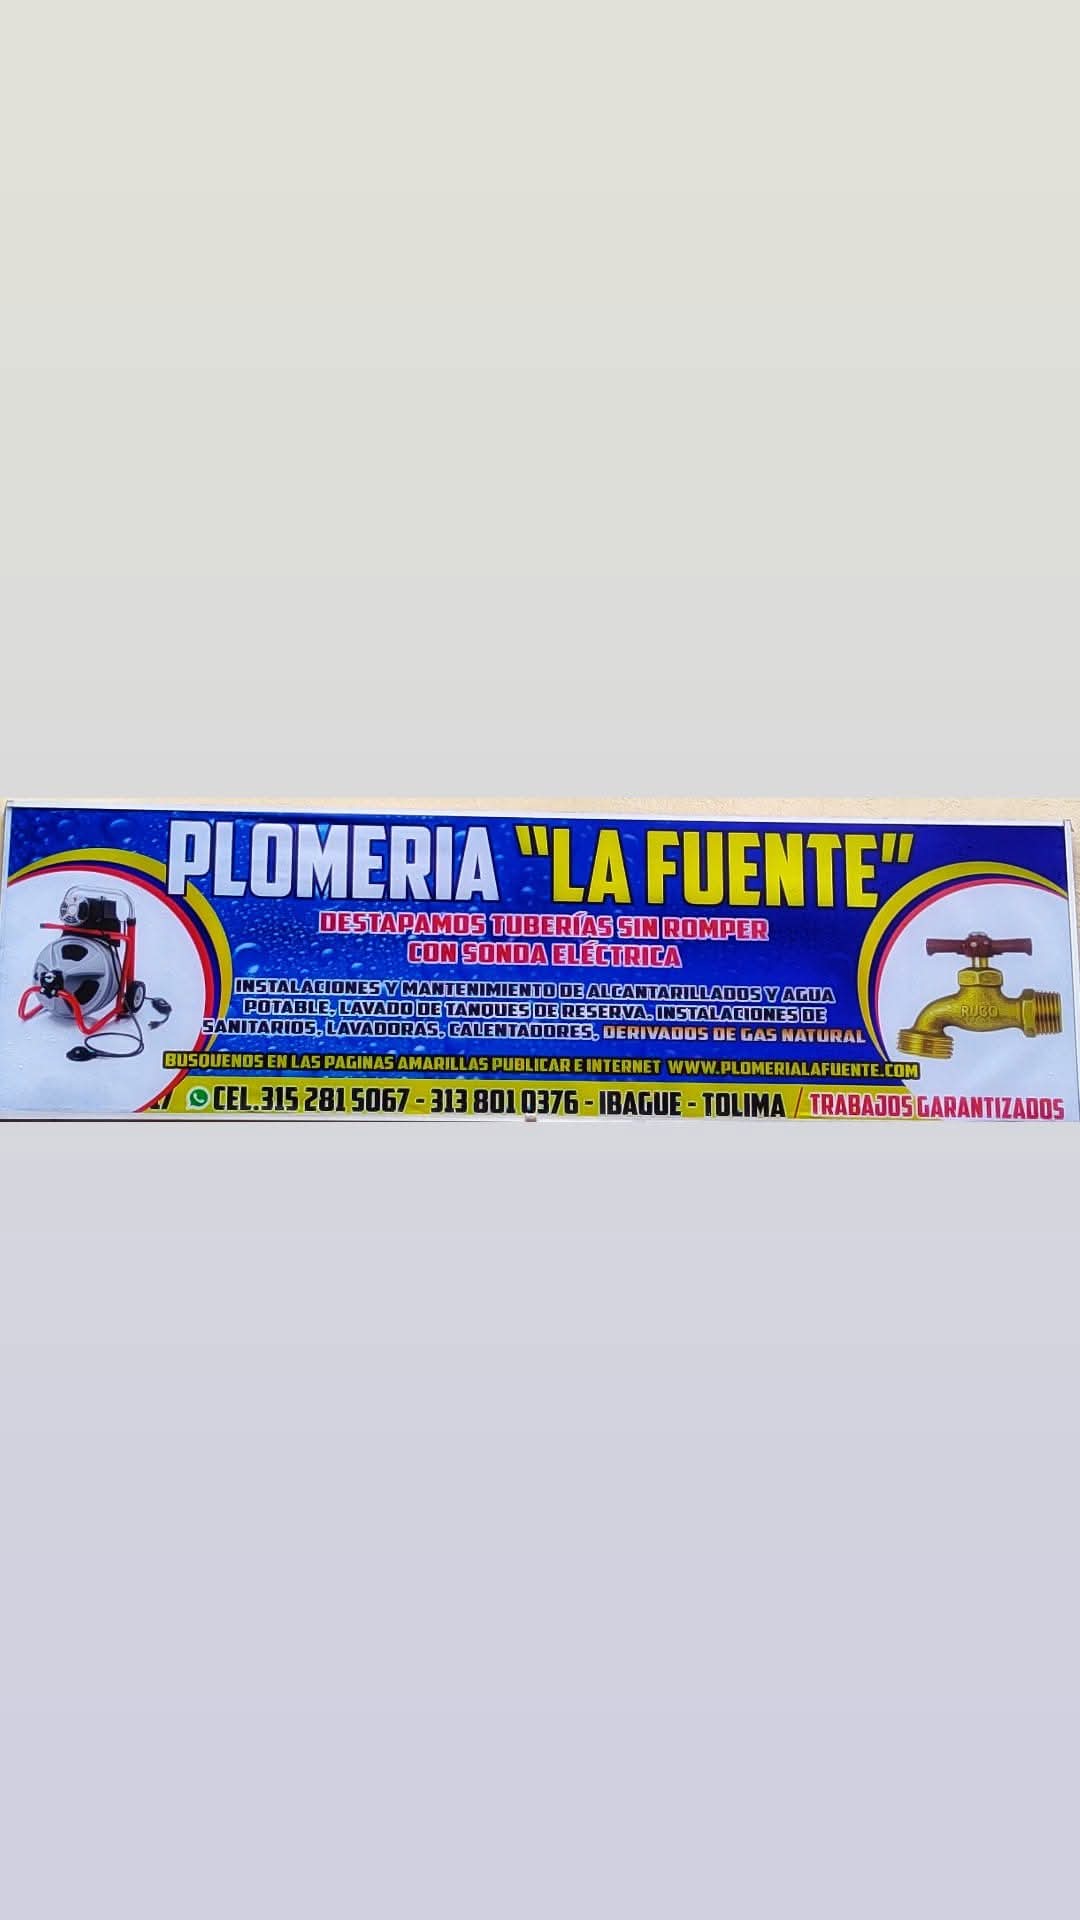 PLOMERIA "LA FUENTE"
DESTAPAMOS TUBERÍAS SIN ROMPER
CON SONDA ELÉCTRICA
INSTALACIONES Y MANTENIMIENTO DE ALCANTARILLADOS Y AGUA
POTABLE, LAVADO DE TANQUES DE RESERVA. INSTALACIONES DE
SANITARIOS, LAVADORAS, CALENTADORES, DERIVADOS DE GAS NATURAL
BUSQUENOS EN LAS PAGINAS AMARILLAS PUBLICAR E INTERNET WWW.PLOMERIALAFUENTE.COM
CEL.315 281 5067 - 313 801 0376 - IBAGUE - TOLIMA / TRABAJOS GARANTIZADOS
RUGO